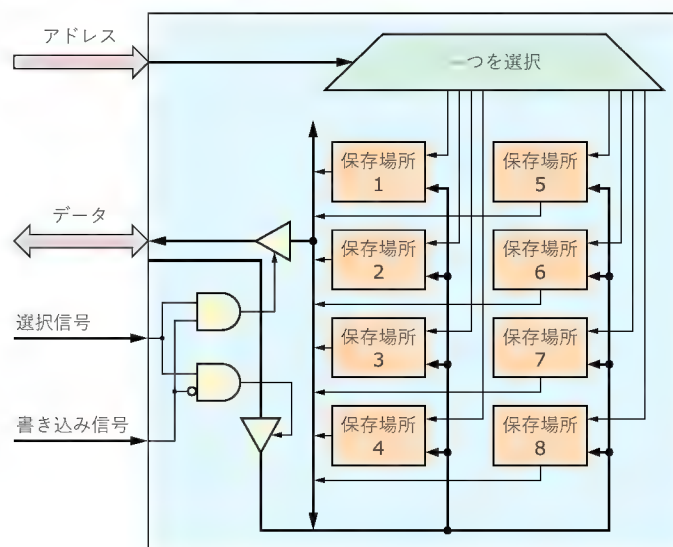 アドレス
一つを選択
保存場所
1
保存場所
5
データ
保存場所
2
保存場所
6
選択信号
保存場所
3
保存場所
7
書き込み信号
保存場所
4
保存場所
8